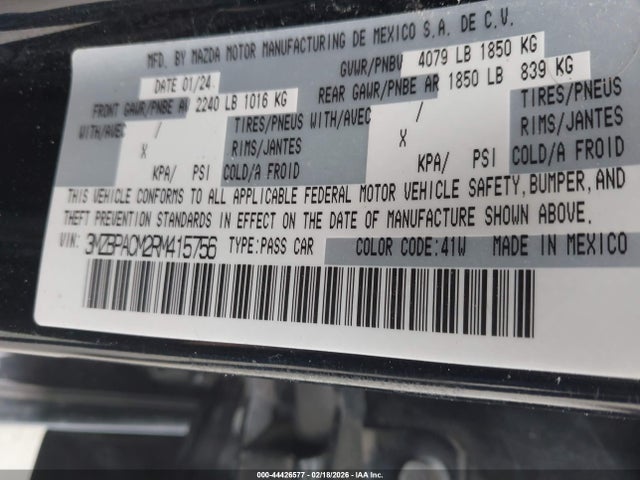 MFD. BY MAZDA MOTOR MANUFACTURING DE MEXICO S.A. DE C.V.
DATE 01/24 GVWR/PNBV 4079 LB 1850 KG
FRONT GAWR/PNBE AV 2240 LB 1016 KG REAR GAWR/PNBE AR 1850 LB 839 KG
WITH/AVEC / TIRES/PNEUS WITH/AVEC / TIRES/PNEUS
X RIMS/JANTES X RIMS/JANTES
KPA/ PSI COLD/A FROID KPA/ PSI COLD/A FROID
THIS VEHICLE CONFORMS TO ALL APPLICABLE FEDERAL MOTOR VEHICLE SAFETY, BUMPER, AND
THEFT PREVENTION STANDARDS IN EFFECT ON THE DATE OF MANUFACTURE SHOWN ABOVE.
VIN: 3MZBPACM2RM415756 TYPE:PASS CAR COLOR CODE:41W MADE IN MEXICO
000-44426577 - 02/18/2026 - IAA Inc.